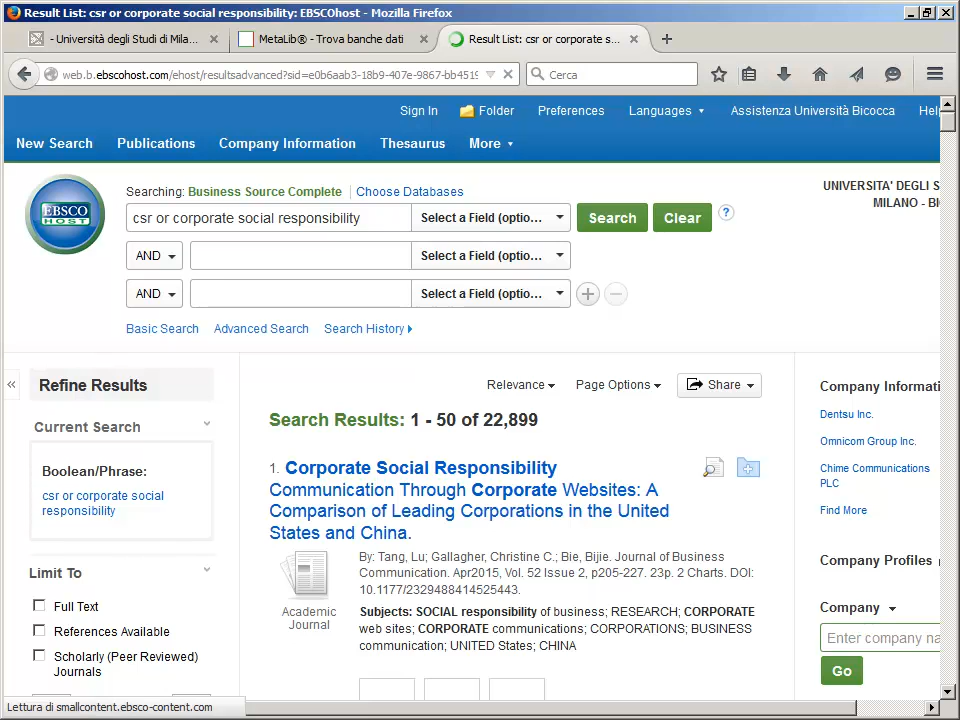 Result List: csr or corporate social responsibility: EBSCOhost - Mozilla Firefox
- Università degli Studi di Mila...
MetaLib® - Trova banche dati
Result List: csr or corporate s...
web.b.ebscohost.com/ehost/resultsadvanced?sid=e0b6aab3-18b9-407e-9867-bb4519
Cerca
Sign In Folder Preferences Languages Assistenza Università Bicocca Help
New Search Publications Company Information Thesaurus More
EBSCO
HOST
Searching: Business Source Complete Choose Databases
UNIVERSITA' DEGLI S
MILANO - BI
csr or corporate social responsibility Select a Field (optio... Search Clear ?
AND Select a Field (optio...
AND Select a Field (optio...
Basic Search Advanced Search Search History
Refine Results
Current Search
Boolean/Phrase:
csr or corporate social
responsibility
Limit To
Full Text
References Available
Scholarly (Peer Reviewed)
Journals
Relevance Page Options Share
Search Results: 1 - 50 of 22,899
1. Corporate Social Responsibility
Communication Through Corporate Websites: A
Comparison of Leading Corporations in the United
States and China.
Academic
Journal
By: Tang, Lu; Gallagher, Christine C.; Bie, Bijie. Journal of Business
Communication. Apr2015, Vol. 52 Issue 2, p205-227. 23p. 2 Charts. DOI:
10.1177/2329488414525443.
Subjects: SOCIAL responsibility of business; RESEARCH; CORPORATE
web sites; CORPORATE communications; CORPORATIONS; BUSINESS
communication; UNITED States; CHINA
Company Informati
Dentsu Inc.
Omnicom Group Inc.
Chime Communications
PLC
Find More
Company Profiles
Company
Enter company na
Go
Lettura di smallcontent.ebsco-content.com